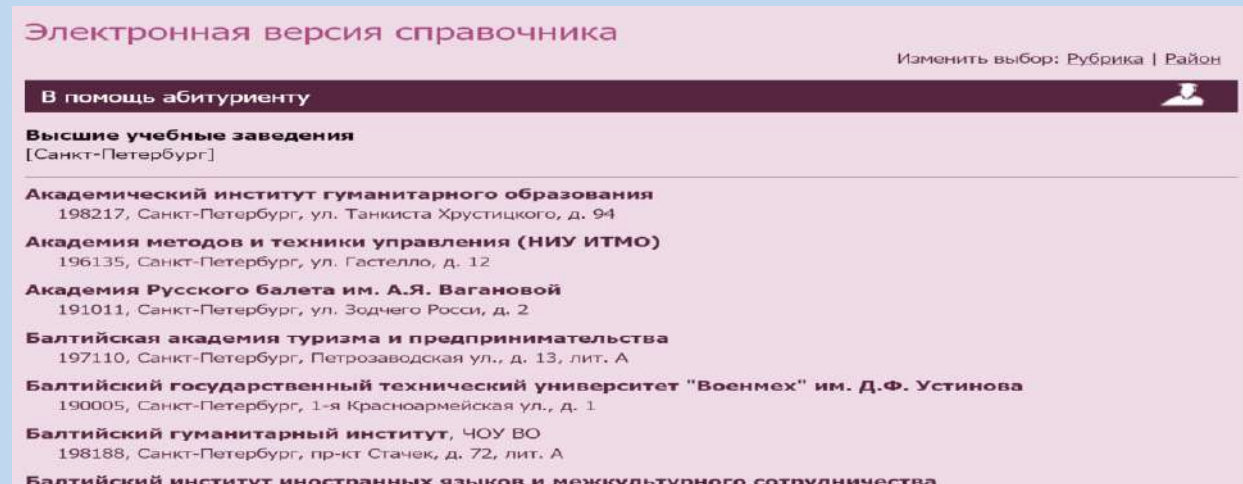 Электронная версия справочника
Изменить выбор: Рубрика | Район
В помощь абитуриенту
Высшие учебные заведения
[Санкт-Петербург]
Академический институт гуманитарного образования
198217, Санкт-Петербург, ул. Танкиста Хрустицкого, д. 94
Академия методов и техники управления (НИУ ИТМО)
196135, Санкт-Петербург, ул. Гастелло, д. 12
Академия Русского балета им. А.Я. Вагановой
191011, Санкт-Петербург, ул. Зодчего Росси, д. 2
Балтийская академия туризма и предпринимательства
197110, Санкт-Петербург, Петрозаводская ул., д. 13, лит. А
Балтийский государственный технический университет "Военмех" им. Д.Ф. Устинова
190005, Санкт-Петербург, 1-я Красноармейская ул., д. 1
Балтийский гуманитарный институт, ЧОУ ВО
198188, Санкт-Петербург, пр-кт Стачек, д. 72, лит. А
Балтийский институт иностранных языков и межкультурного сотрудничества